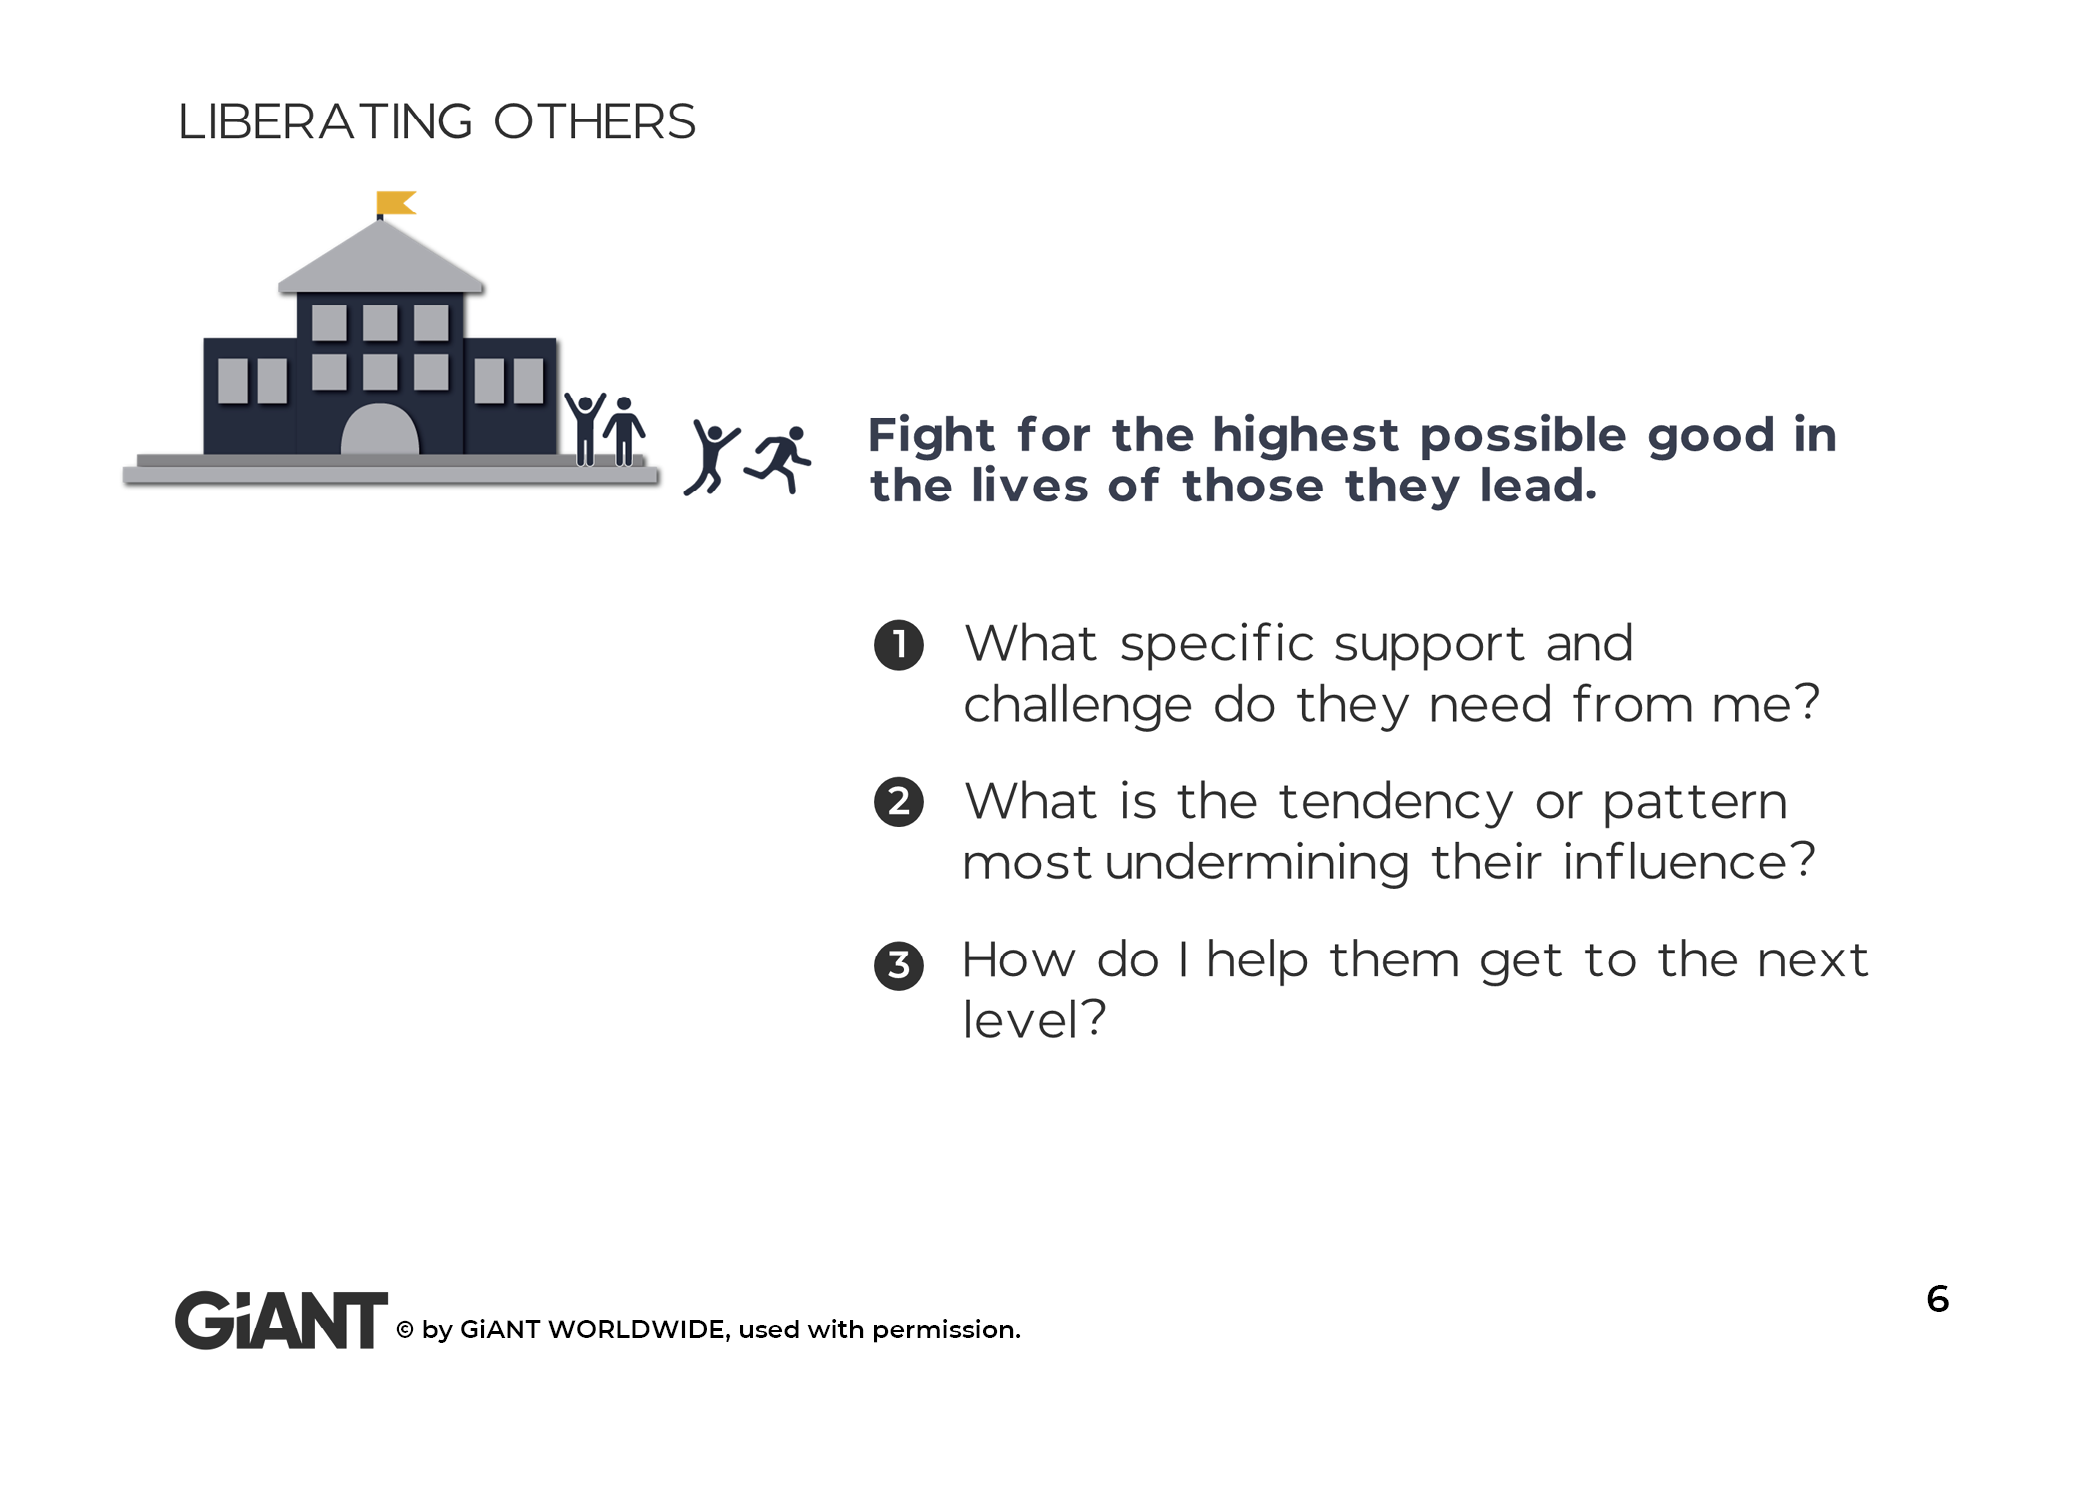 LIBERATING OTHERS
Fight for the highest possible good in
the lives of those they lead.
1 What specific support and
challenge do they need from me?
2 What is the tendency or pattern
most undermining their influence?
3 How do I help them get to the next
level?
GiANT © by GiANT WORLDWIDE, used with permission.
6